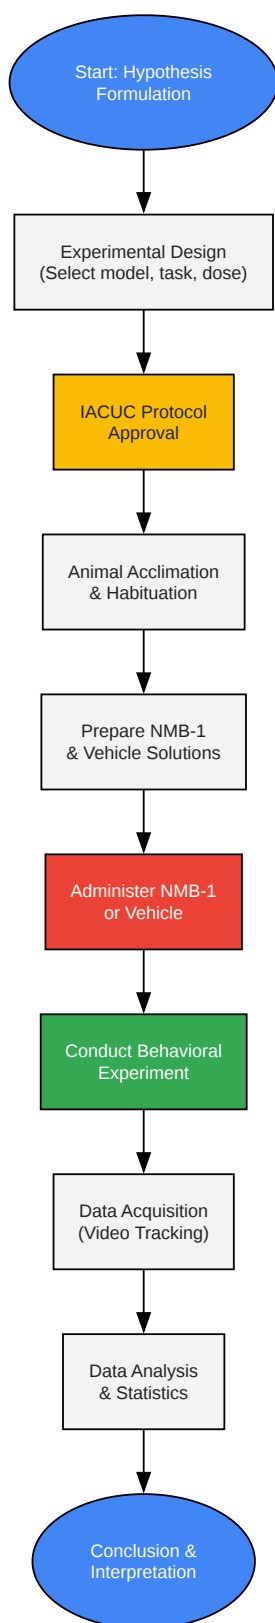 Start: Hypothesis
Formulation
Experimental Design
(Select model, task, dose)
IACUC Protocol
Approval
Animal Acclimation
& Habituation
Prepare NMB-1
& Vehicle Solutions
Administer NMB-1
or Vehicle
Conduct Behavioral
Experiment
Data Acquisition
(Video Tracking)
Data Analysis
& Statistics
Conclusion &
Interpretation